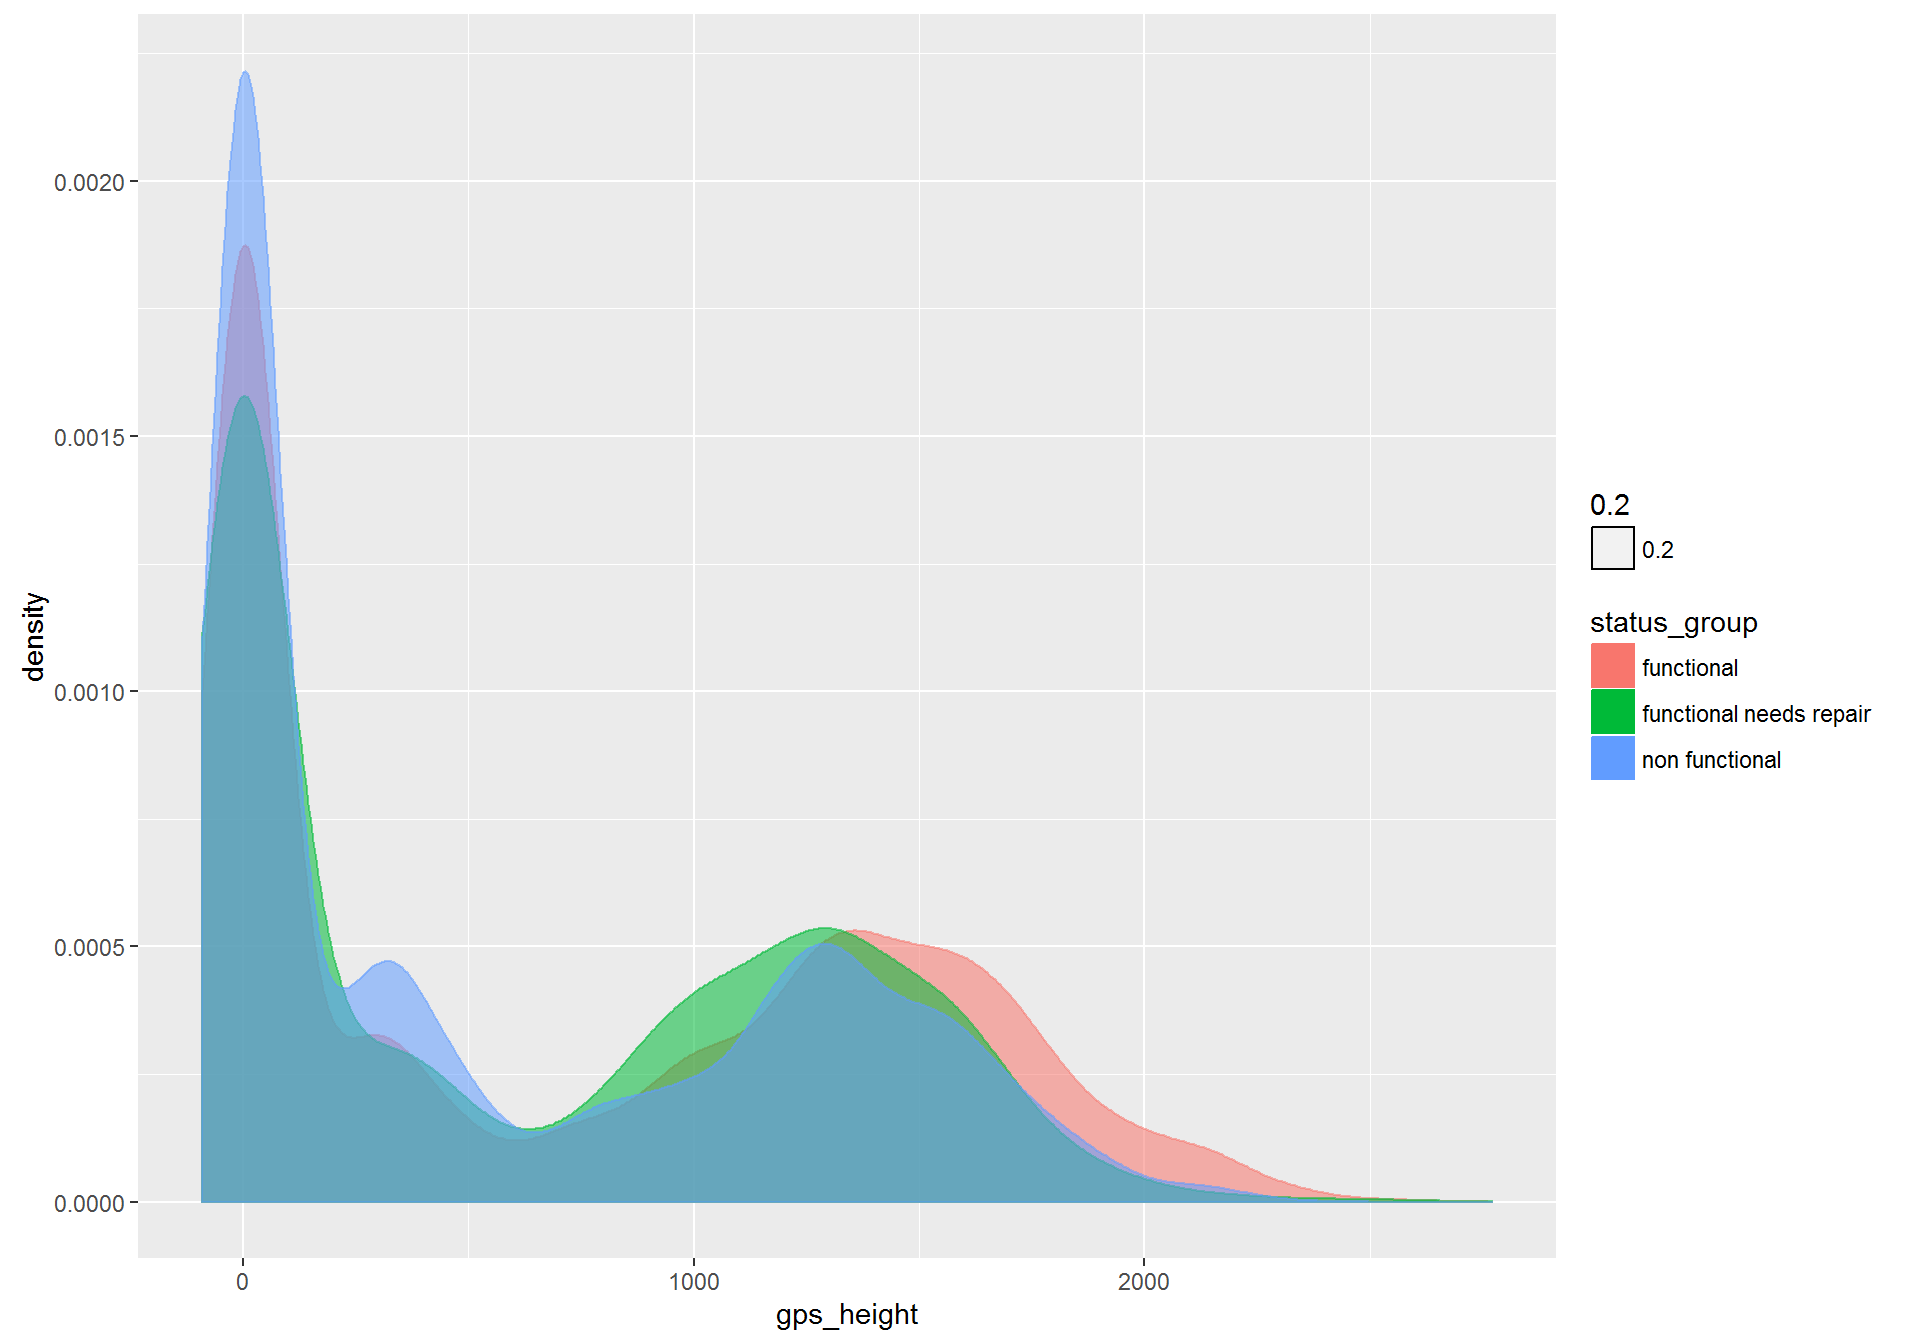 0.0020
0.0015
0.0010
0.0005
0.0000
density
0
1000
2000
gps_height
0.2
0.2
status_group
functional
functional needs repair
non functional